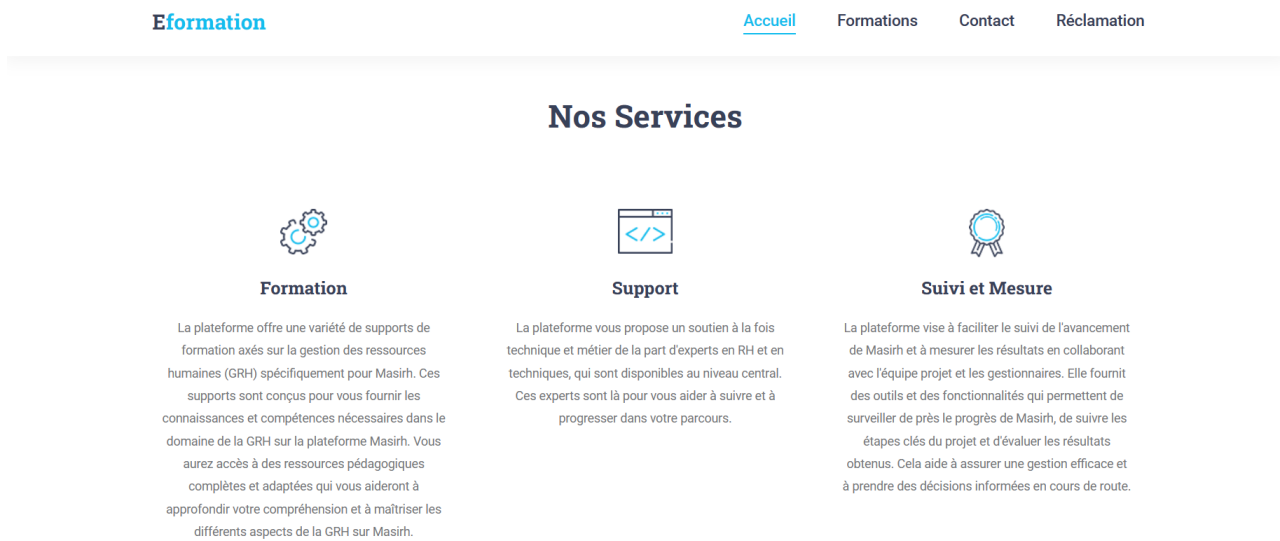 Eformation
Accueil Formations Contact Réclamation
Nos Services
</>
Formation
La plateforme offre une variété de supports de
formation axés sur la gestion des ressources
humaines (GRH) spécifiquement pour Masirh. Ces
supports sont conçus pour vous fournir les
connaissances et compétences nécessaires dans le
domaine de la GRH sur la plateforme Masirh. Vous
aurez accès à des ressources pédagogiques
complètes et adaptées qui vous aideront à
approfondir votre compréhension et à maîtriser les
différents aspects de la GRH sur Masirh.
Support
La plateforme vous propose un soutien à la fois
technique et métier de la part d'experts en RH et en
techniques, qui sont disponibles au niveau central.
Ces experts sont là pour vous aider à suivre et à
progresser dans votre parcours.
Suivi et Mesure
La plateforme vise à faciliter le suivi de l'avancement
de Masirh et à mesurer les résultats en collaborant
avec l'équipe projet et les gestionnaires. Elle fournit
des outils et des fonctionnalités qui permettent de
surveiller de près le progrès de Masirh, de suivre les
étapes clés du projet et d'évaluer les résultats
obtenus. Cela aide à assurer une gestion efficace et
à prendre des décisions informées en cours de route.